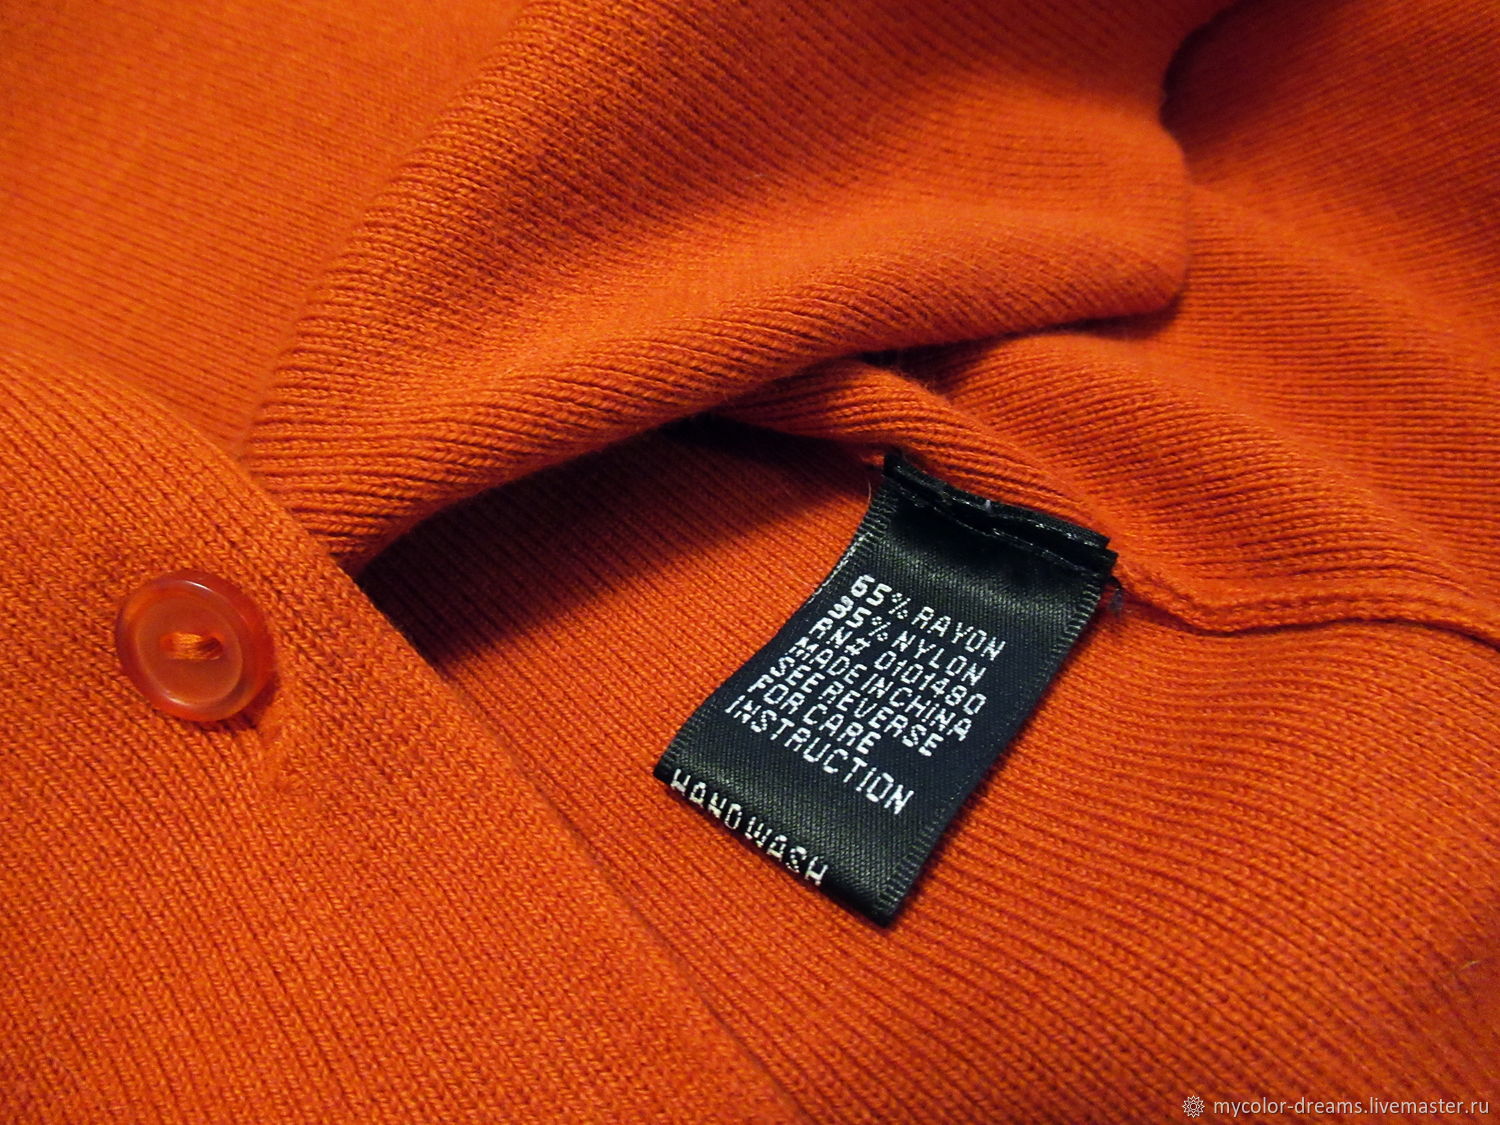 65% RAYON
35% NYLON
RN# 0101480
MADE IN CHINA
SEE REVERSE
FOR CARE
INSTRUCTION
HAND WASH
mycolor-dreams.livemaster.ru